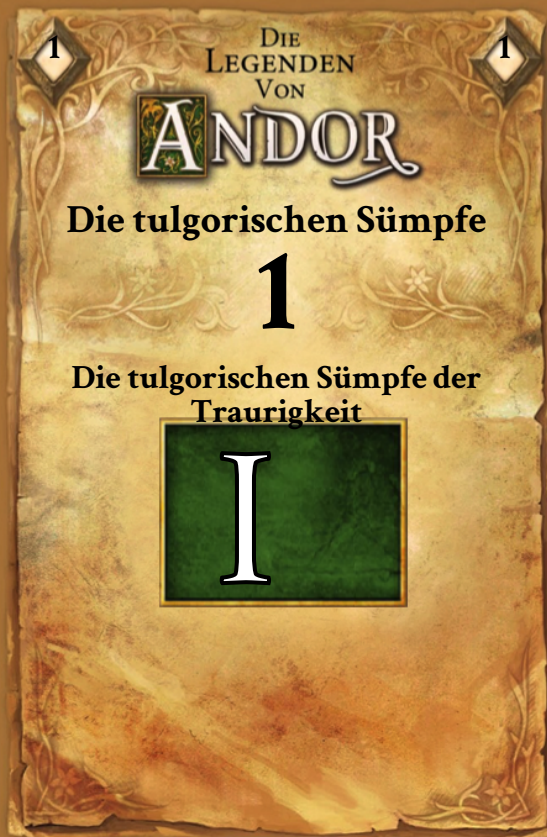 1
1
DIE
LEGENDEN
VON
ANDOR
Die tulgorischen Sümpfe
1
Die tulgorischen Sümpfe der
Traurigkeit
I